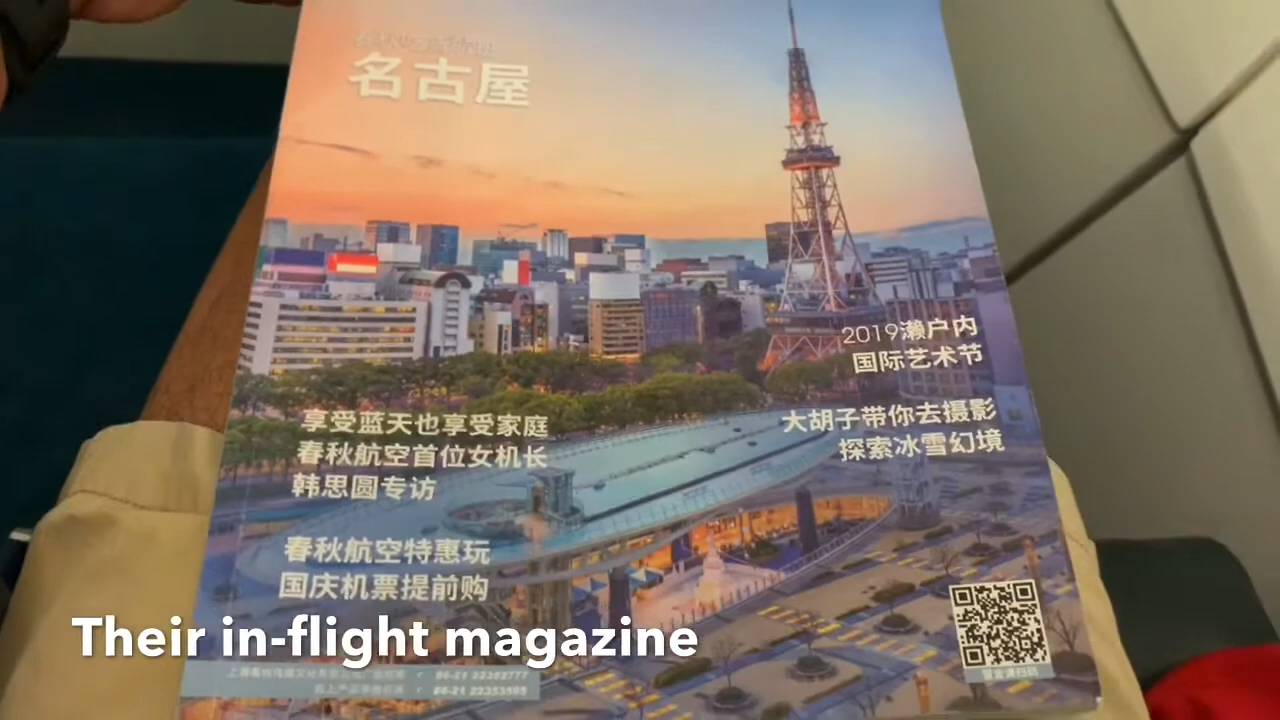 名古屋
2019濑户内
国际艺术节
大胡子带你去摄影
探索冰雪幻境
享受蓝天也享受家庭
春秋航空首位女机长
韩思圆专访
春秋航空特惠玩
国庆机票提前购
Their in-flight magazine